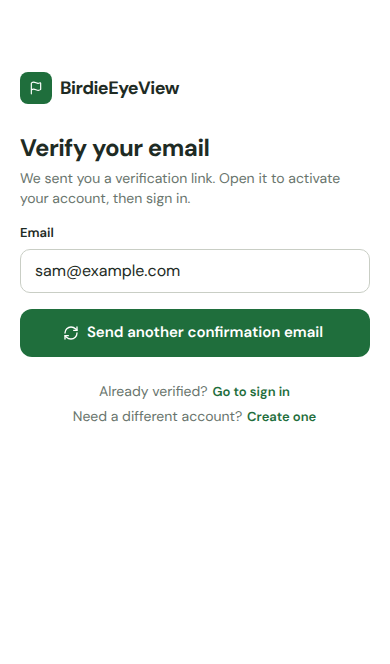 BirdieEyeView
Verify your email
We sent you a verification link. Open it to activate
your account, then sign in.
Email
sam@example.com
Send another confirmation email
Already verified? Go to sign in
Need a different account? Create one